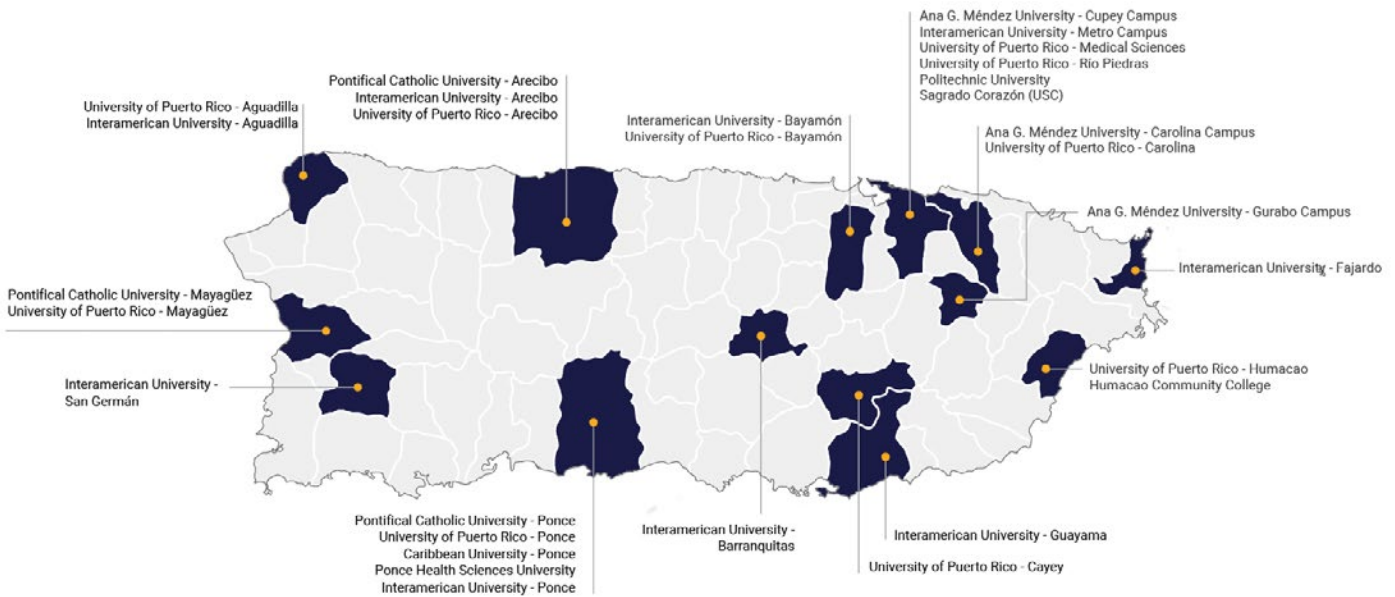 Ana G. Méndez University - Cupey Campus
Interamerican University - Metro Campus
University of Puerto Rico - Medical Sciences
University of Puerto Rico - Río Piedras
Politechnic University
Sagrado Corazón (USC)
Pontifical Catholic University - Arecibo
Interamerican University - Arecibo
University of Puerto Rico - Arecibo
University of Puerto Rico - Aguadilla
Interamerican University - Aguadilla
Interamerican University - Bayamón
University of Puerto Rico - Bayamón
Ana G. Méndez University - Carolina Campus
University of Puerto Rico - Carolina
Ana G. Méndez University - Gurabo Campus
Interamerican University - Fajardo
Pontifical Catholic University - Mayagüez
University of Puerto Rico - Mayagüez
Interamerican University -
San Germán
University of Puerto Rico - Humacao
Humacao Community College
Pontifical Catholic University - Ponce
University of Puerto Rico - Ponce
Caribbean University - Ponce
Ponce Health Sciences University
Interamerican University - Ponce
Interamerican University -
Barranquitas
Interamerican University - Guayama
University of Puerto Rico - Cayey